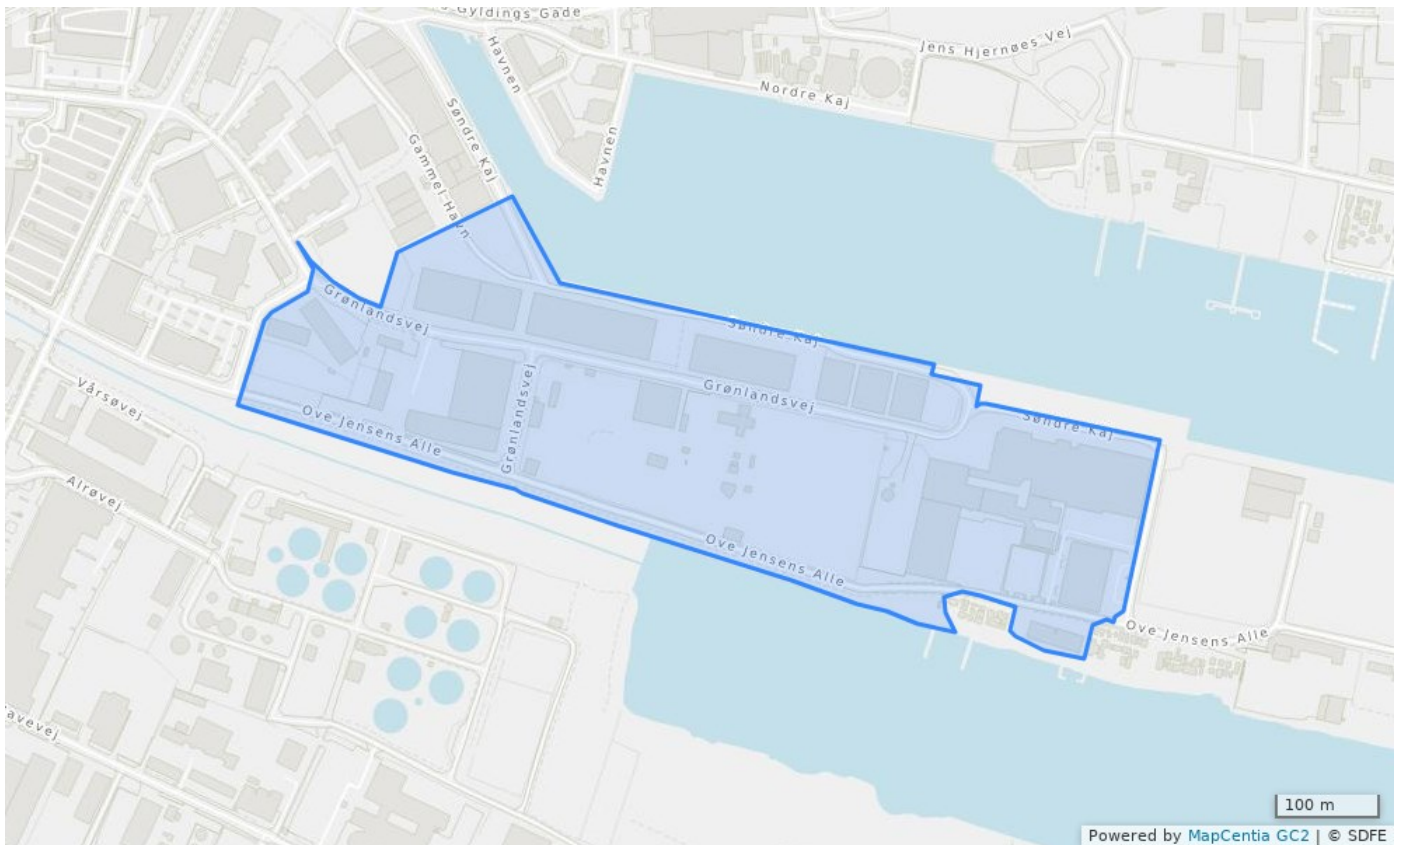 Gyldings Gade
Havnen
Jens Hjernøes Vej
Nordre Kaj
Søndre Kaj
Gammel Havn
Havnen
Grønlandsvej
Søndre Kaj
Grønlandsvej
Grønlandsvej
Vårsøvej
Ove Jensens Alle
Søndre Kaj
Alrøvej
Ove Jensens Alle
Ove Jensens Alle
avevej
100 m
Powered by MapCentia GC2 | © SDFE